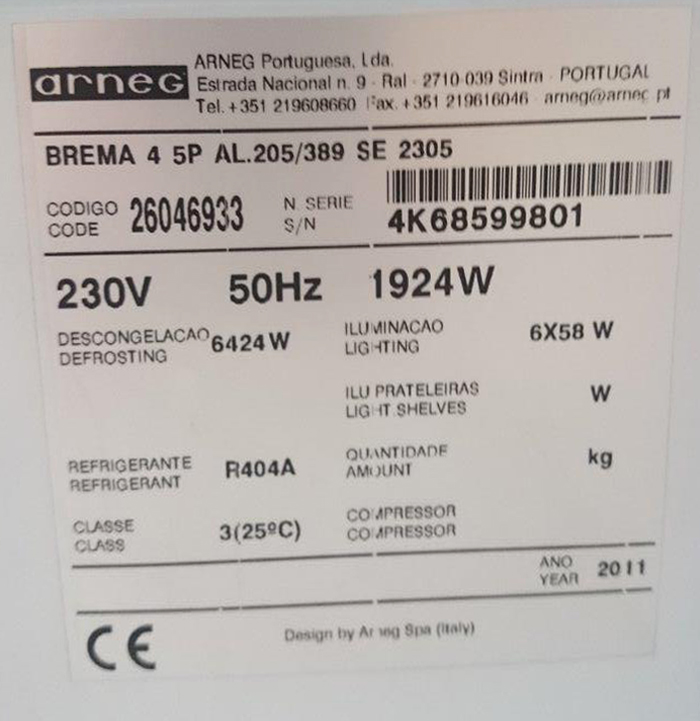 arneg
ARNEG Portuguesa, Lda.
Estrada Nacional n. 9 - Ral - 2710-039 Sintra - PORTUGAL
Tel. +351 219608660 Fax. +351 219616046 - arneg@arneg.pt
BREMA 4 5P AL.205/389 SE 2305
CODIGO 26046933 N. SERIE
CODE S/N 4K68599801
230V 50Hz 1924W
DESCONGELACAO 6424W ILUMINACAO 6X58 W
DEFROSTING LIGHTING
ILU PRATELEIRAS W
LIGHT SHELVES
REFRIGERANTE R404A QUANTIDADE kg
REFRIGERANT AMOUNT
CLASSE 3(25ºC) COMPRESSOR
CLASS COMPRESSOR
ANO 2011
YEAR
CE Design by Arneg Spa (Italy)